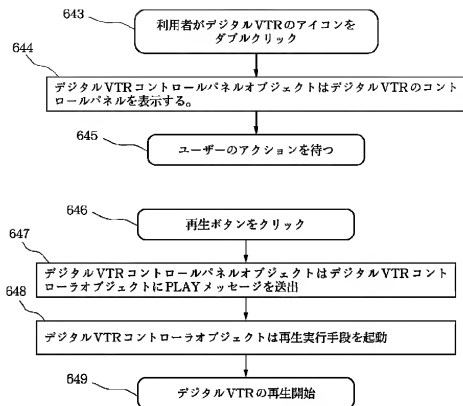 643
利用者がデジタルVTRのアイコンを
ダブルクリック
644
デジタルVTRコントロールパネルオブジェクトはデジタルVTRのコント
ロールパネルを表示する。
645
ユーザーのアクションを待つ
646
再生ボタンをクリック
647
デジタルVTRコントロールパネルオブジェクトはデジタルVTRコント
ローラオブジェクトにPLAYメッセージを送出
648
デジタルVTRコントローラオブジェクトは再生実行手段を起動
649
デジタルVTRの再生開始